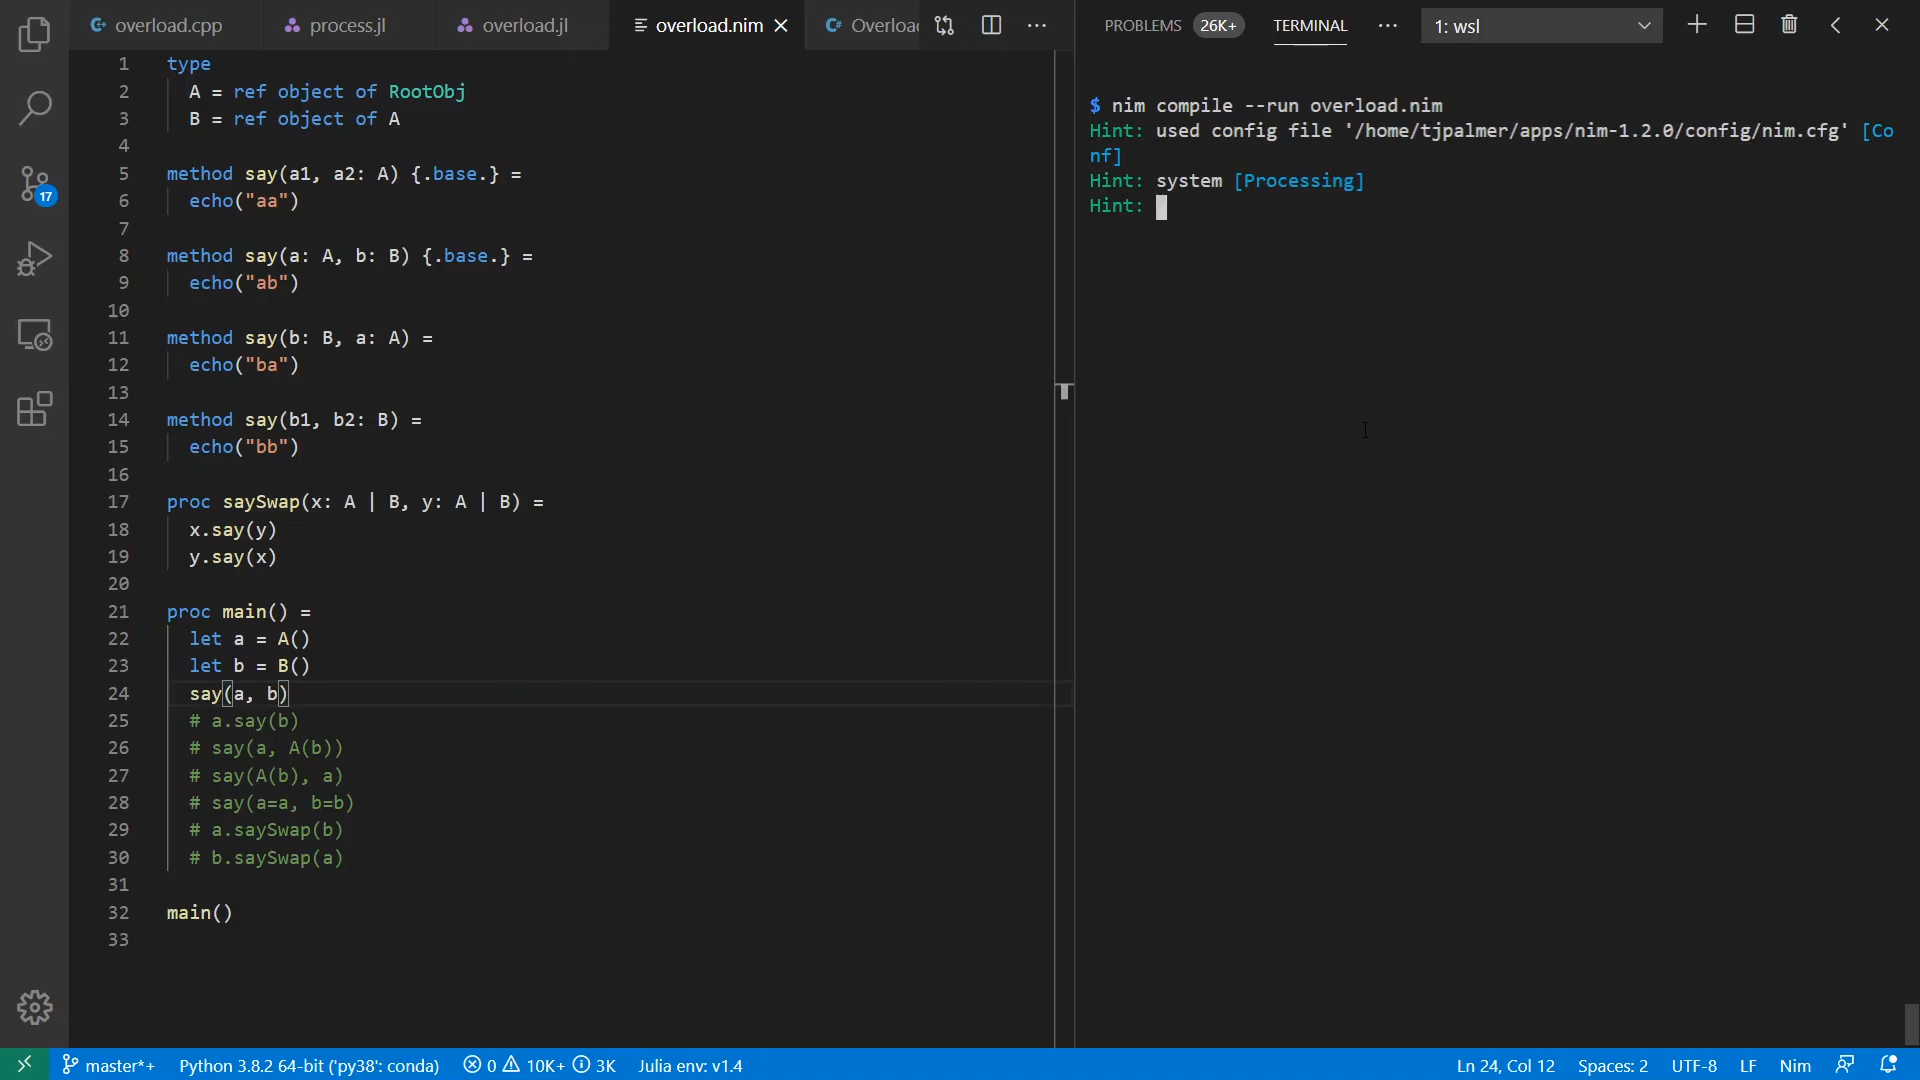 overload.cpp process.jl overload.jl overload.nim Overloa
PROBLEMS 26K+ TERMINAL 1: wsl
1 type
2 A = ref object of RootObj
3 B = ref object of A
4
5 method say(a1, a2: A) {.base.} =
6 echo("aa")
7
8 method say(a: A, b: B) {.base.} =
9 echo("ab")
10
11 method say(b: B, a: A) =
12 echo("ba")
13
14 method say(b1, b2: B) =
15 echo("bb")
16
17 proc saySwap(x: A | B, y: A | B) =
18 x.say(y)
19 y.say(x)
20
21 proc main() =
22 let a = A()
23 let b = B()
24 say(a, b)
25 # a.say(b)
26 # say(a, A(b))
27 # say(A(b), a)
28 # say(a=a, b=b)
29 # a.saySwap(b)
30 # b.saySwap(a)
31
32 main()
33
$ nim compile --run overload.nim
Hint: used config file '/home/tjpalmer/apps/nim-1.2.0/config/nim.cfg' [Co
nf]
Hint: system [Processing]
Hint:
17
master*+ Python 3.8.2 64-bit ('py38': conda) 0 10K+ 3K Julia env: v1.4 Ln 24, Col 12 Spaces: 2 UTF-8 LF Nim